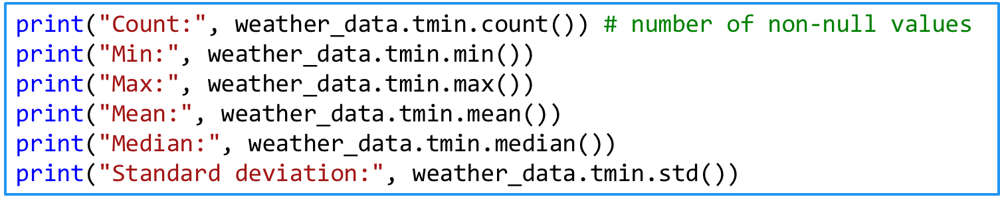 print("Count:", weather_data.tmin.count()) # number of non-null values
print("Min:", weather_data.tmin.min())
print("Max:", weather_data.tmin.max())
print("Mean:", weather_data.tmin.mean())
print("Median:", weather_data.tmin.median())
print("Standard deviation:", weather_data.tmin.std())